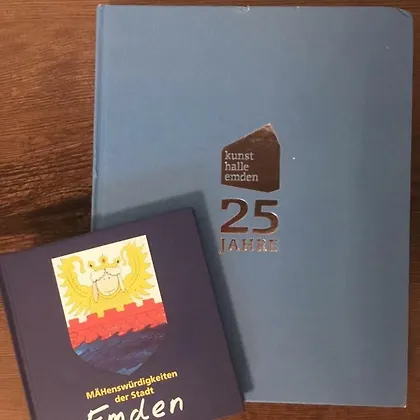 kunst
halle
emden
25
JAHRE
MÄHenswürdigkeiten
der Stadt
Emden